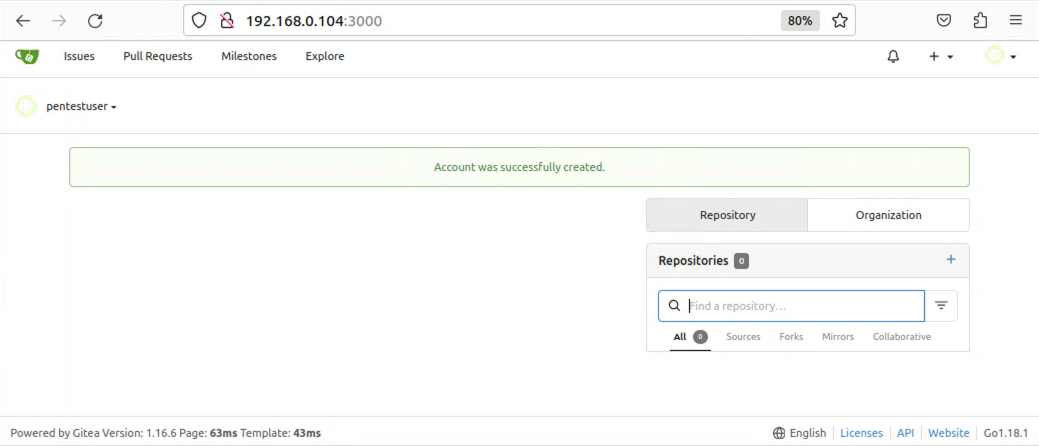 192.168.0.104:3000 80%
Issues Pull Requests Milestones Explore
pentestuser
Account was successfully created.
Repository Organization
Repositories 0
Find a repository...
All 0 Sources Forks Mirrors Collaborative
Powered by Gitea Version: 1.16.6 Page: 63ms Template: 43ms English Licenses API Website Go1.18.1